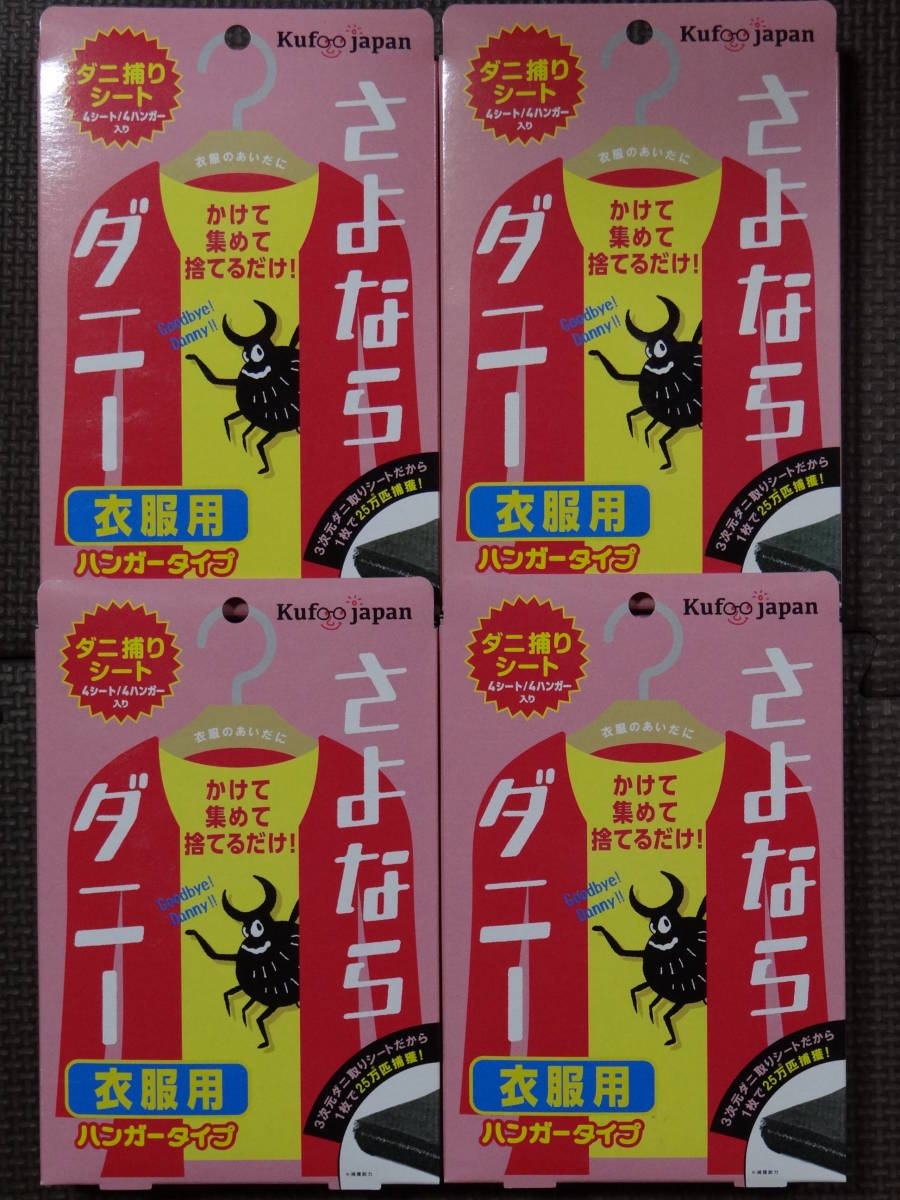 Kufoo japan
ダニ捕り
シート
4シート/4ハンガー
入り
さよなら
ダニー
衣服のあいだに
かけて
集めて
捨てるだけ!
Goodbye!
Danny!!
3次元ダニ取りシートだから
1枚で25万匹捕獲!
衣服用
ハンガータイプ
Kufoo japan
ダニ捕り
シート
4シート/4ハンガー
入り
さよなら
ダニー
衣服のあいだに
かけて
集めて
捨てるだけ!
Goodbye!
Danny!!
3次元ダニ取りシートだから
1枚で25万匹捕獲!
衣服用
ハンガータイプ
Kufoo japan
ダニ捕り
シート
4シート/4ハンガー
入り
さよなら
ダニー
衣服のあいだに
かけて
集めて
捨てるだけ!
Goodbye!
Danny!!
3次元ダニ取りシートだから
1枚で25万匹捕獲!
衣服用
ハンガータイプ
※捕獲能力
Kufoo japan
ダニ捕り
シート
4シート/4ハンガー
入り
さよなら
ダニー
衣服のあいだに
かけて
集めて
捨てるだけ!
Goodbye!
Danny!!
3次元ダニ取りシートだから
1枚で25万匹捕獲!
衣服用
ハンガータイプ
※捕獲能力